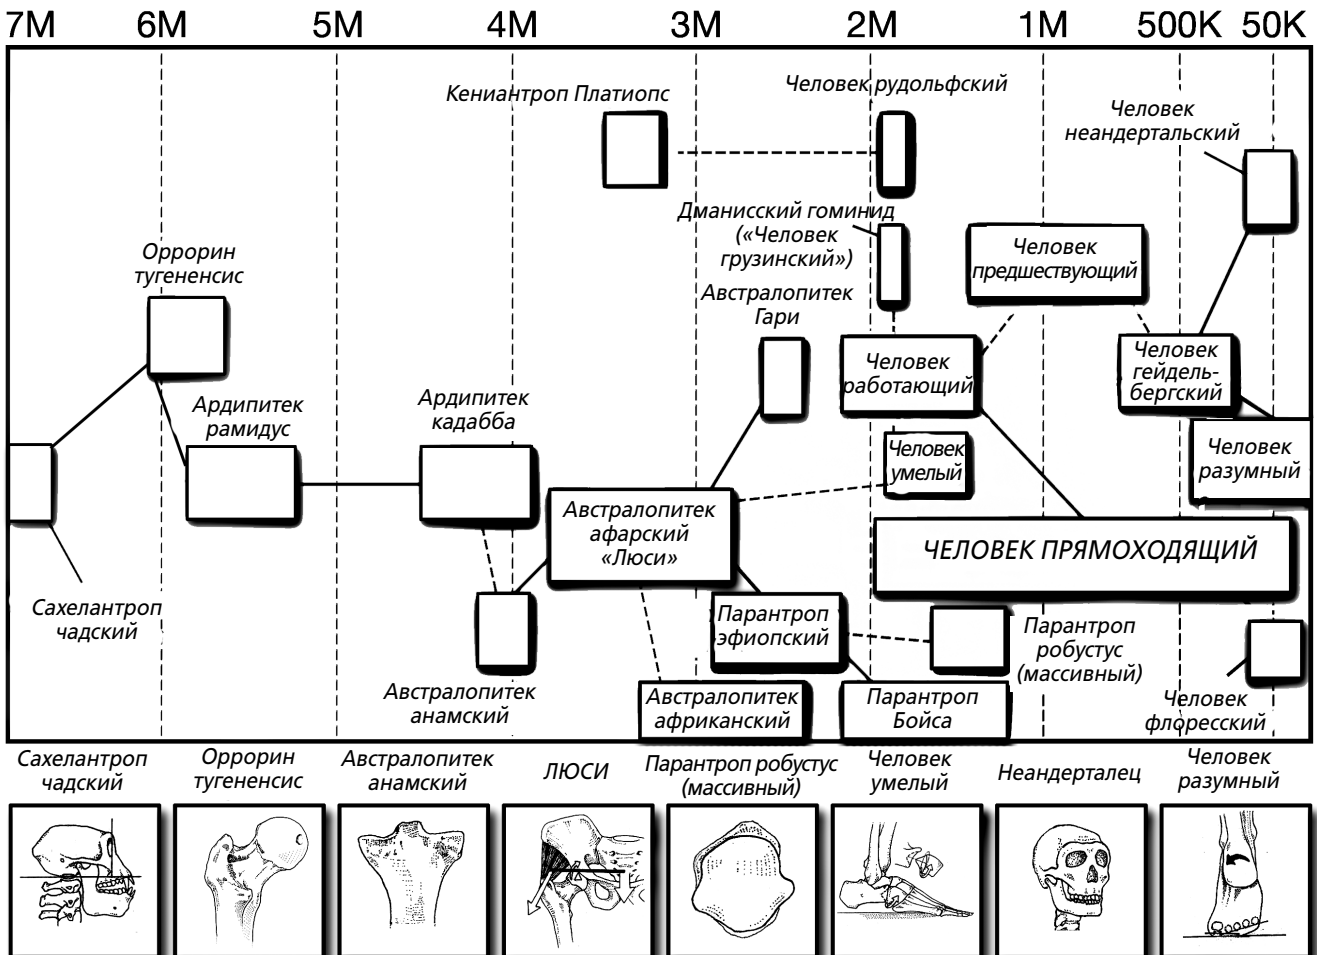 7M 6M 5M 4M 3M 2M 1M 500K 50K
Кениантроп Платиопс
Человек рудольфский
Человек
неандертальский
Дманисский гоминид
(«Человек
грузинский»)
Человек
предшествующий
Оррорин
тугененсис
Австралопитек
Гари
Человек
работающий
Человек
гейдель-
бергский
Ардипитек
рамидус
Ардипитек
кадабба
Человек
умелый
Человек
разумный
Австралопитек
афарский
«Люси»
ЧЕЛОВЕК ПРЯМОХОДЯЩИЙ
Сахелантроп
чадский
Парантроп
эфиопский
Парантроп
робустус
(массивный)
Австралопитек
анамский
Австралопитек
африканский
Парантроп
Бойса
Человек
флоресский
Сахелантроп
чадский
Оррорин
тугененсис
Австралопитек
анамский
ЛЮСИ
Парантроп робустус
(массивный)
Человек
умелый
Неандерталец
Человек
разумный